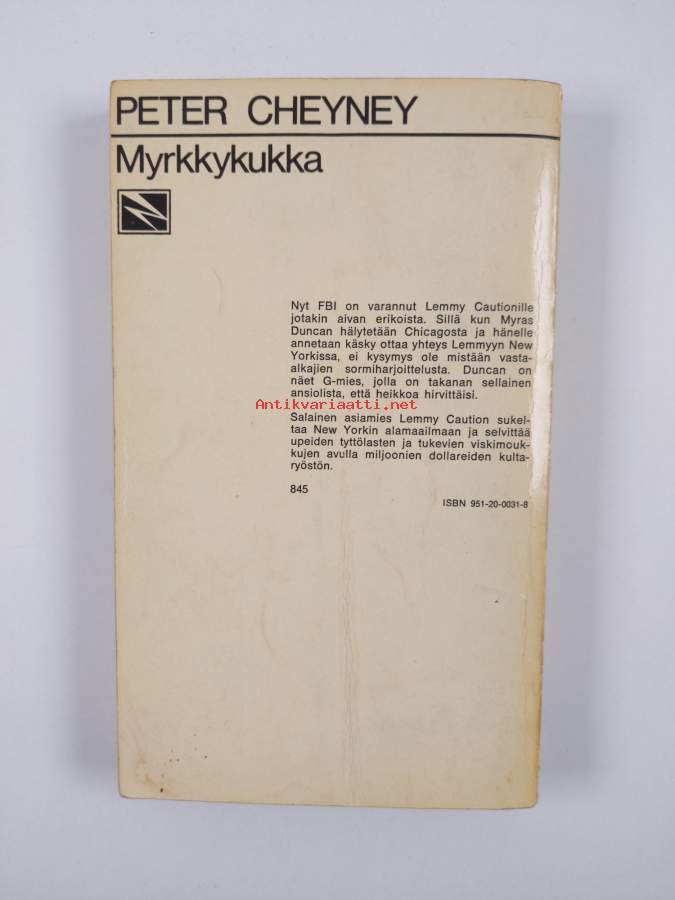 PETER CHEYNEY
Myrkkykukka
Nyt FBI on varannut Lemmy Cautionille
jotakin aivan erikoista. Sillä kun Myras
Duncan hälytetään Chicagosta ja hänelle
annetaan käsky ottaa yhteys Lemmyyn New
Yorkissa, ei kysymys ole mistään vasta-
alkajien sormiharjoittelusta. Duncan on
näet G-mies, jolla on takanan sellainen
ansiolista, että heikkoa hirvittäisi.
Antikvariaatti.net
Salainen asiamies Lemmy Caution sukel-
taa New Yorkin alamaailmaan ja selvittää
upeiden tyttölasten ja tukevien viskimouk-
kujen avulla miljoonien dollareiden kulta-
ryöstön.
845
ISBN 951-20-0031-8